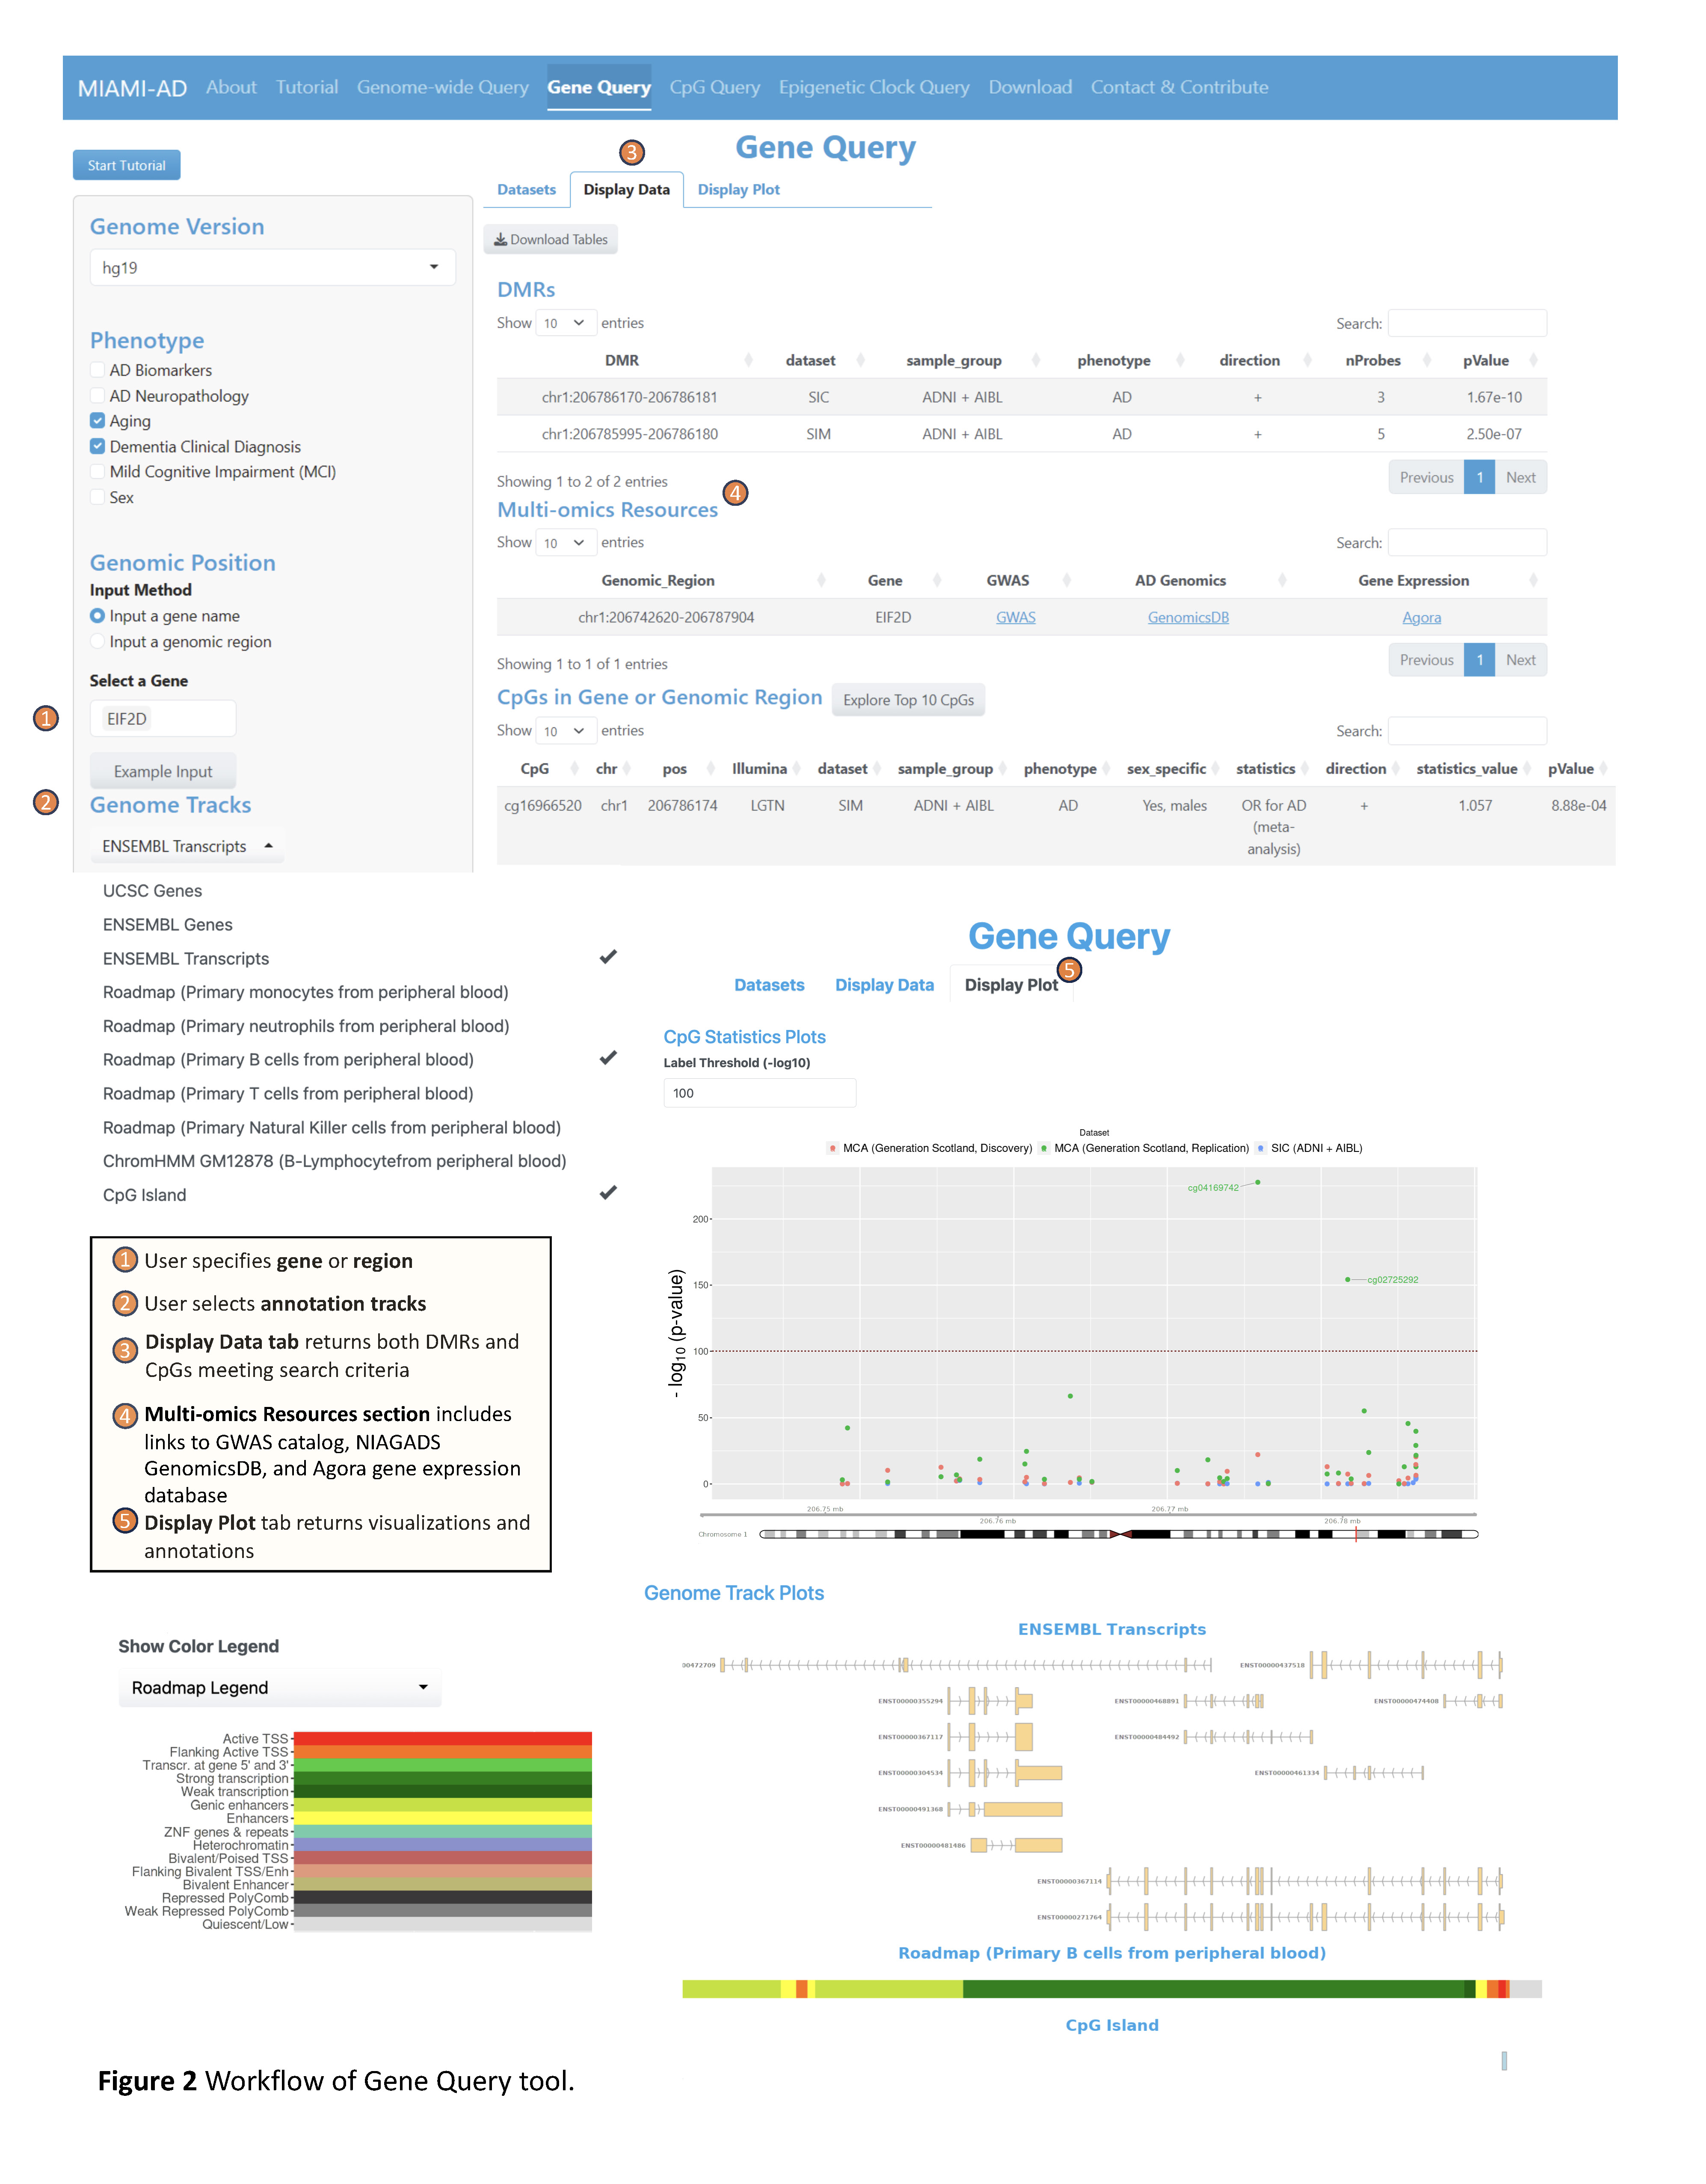 MIAMI-AD About Tutorial Genome-wide Query Gene Query CpG Query Epigenetic Clock Query Download Contact & Contribute
Start Tutorial
Genome Version
hg19
Phenotype
AD Biomarkers
AD Neuropathology
Aging
Dementia Clinical Diagnosis
Mild Cognitive Impairment (MCI)
Sex
Genomic Position
Input Method
Input a gene name
Input a genomic region
Select a Gene
1
EIF2D
Example Input
2
Genome Tracks
ENSEMBL Transcripts
UCSC Genes
ENSEMBL Genes
ENSEMBL Transcripts
Roadmap (Primary monocytes from peripheral blood)
Roadmap (Primary neutrophils from peripheral blood)
Roadmap (Primary B cells from peripheral blood)
Roadmap (Primary T cells from peripheral blood)
Roadmap (Primary Natural Killer cells from peripheral blood)
ChromHMM GM12878 (B-Lymphocytefrom peripheral blood)
CpG Island
Gene Query
3
Datasets Display Data Display Plot
Download Tables
DMRs
Show 10 entries Search:
DMR dataset sample_group phenotype direction nProbes pValue
chr1:206786170-206786181 SIC ADNI + AIBL AD + 3 1.67e-10
chr1:206785995-206786180 SIM ADNI + AIBL AD + 5 2.50e-07
Showing 1 to 2 of 2 entries Previous 1 Next
4
Multi-omics Resources
Show 10 entries Search:
Genomic_Region Gene GWAS AD Genomics Gene Expression
chr1:206742620-206787904 EIF2D GWAS GenomicsDB Agora
Showing 1 to 1 of 1 entries Previous 1 Next
CpGs in Gene or Genomic Region Explore Top 10 CpGs
Show 10 entries Search:
CpG chr pos Illumina dataset sample_group phenotype sex_specific statistics direction statistics_value pValue
cg16966520 chr1 206786174 LGTN SIM ADNI + AIBL AD Yes, males OR for AD + 1.057 8.88e-04
(meta-
analysis)
1 User specifies gene or region
2 User selects annotation tracks
3 Display Data tab returns both DMRs and
CpGs meeting search criteria
4 Multi-omics Resources section includes
links to GWAS catalog, NIAGADS
GenomicsDB, and Agora gene expression
database
5 Display Plot tab returns visualizations and
annotations
Gene Query
5
Datasets Display Data Display Plot
CpG Statistics Plots
Label Threshold (-log10)
100
Dataset
MCA (Generation Scotland, Discovery) MCA (Generation Scotland, Replication) SIC (ADNI + AIBL)
cg04169742
200
150
cg02725292
- log10 (p-value)
100
50
0
206.75 mb 206.77 mb
206.76 mb 206.78 mb
Chromosome 1
Show Color Legend
Roadmap Legend
Active TSS
Flanking Active TSS
Transcr. at gene 5' and 3'
Strong transcription
Weak transcription
Genic enhancers
Enhancers
ZNF genes & repeats
Heterochromatin
Bivalent/Poised TSS
Flanking Bivalent TSS/Enh
Bivalent Enhancer
Repressed PolyComb
Weak Repressed PolyComb
Quiescent/Low
Genome Track Plots
ENSEMBL Transcripts
00472709 ENST00000437518
ENST00000355294 ENST00000468891 ENST00000474408
ENST00000367117 ENST00000484492
ENST00000304534 ENST00000461334
ENST00000491368
ENST00000481486
ENST00000367114
ENST00000271764
Roadmap (Primary B cells from peripheral blood)
CpG Island
Figure 2 Workflow of Gene Query tool.